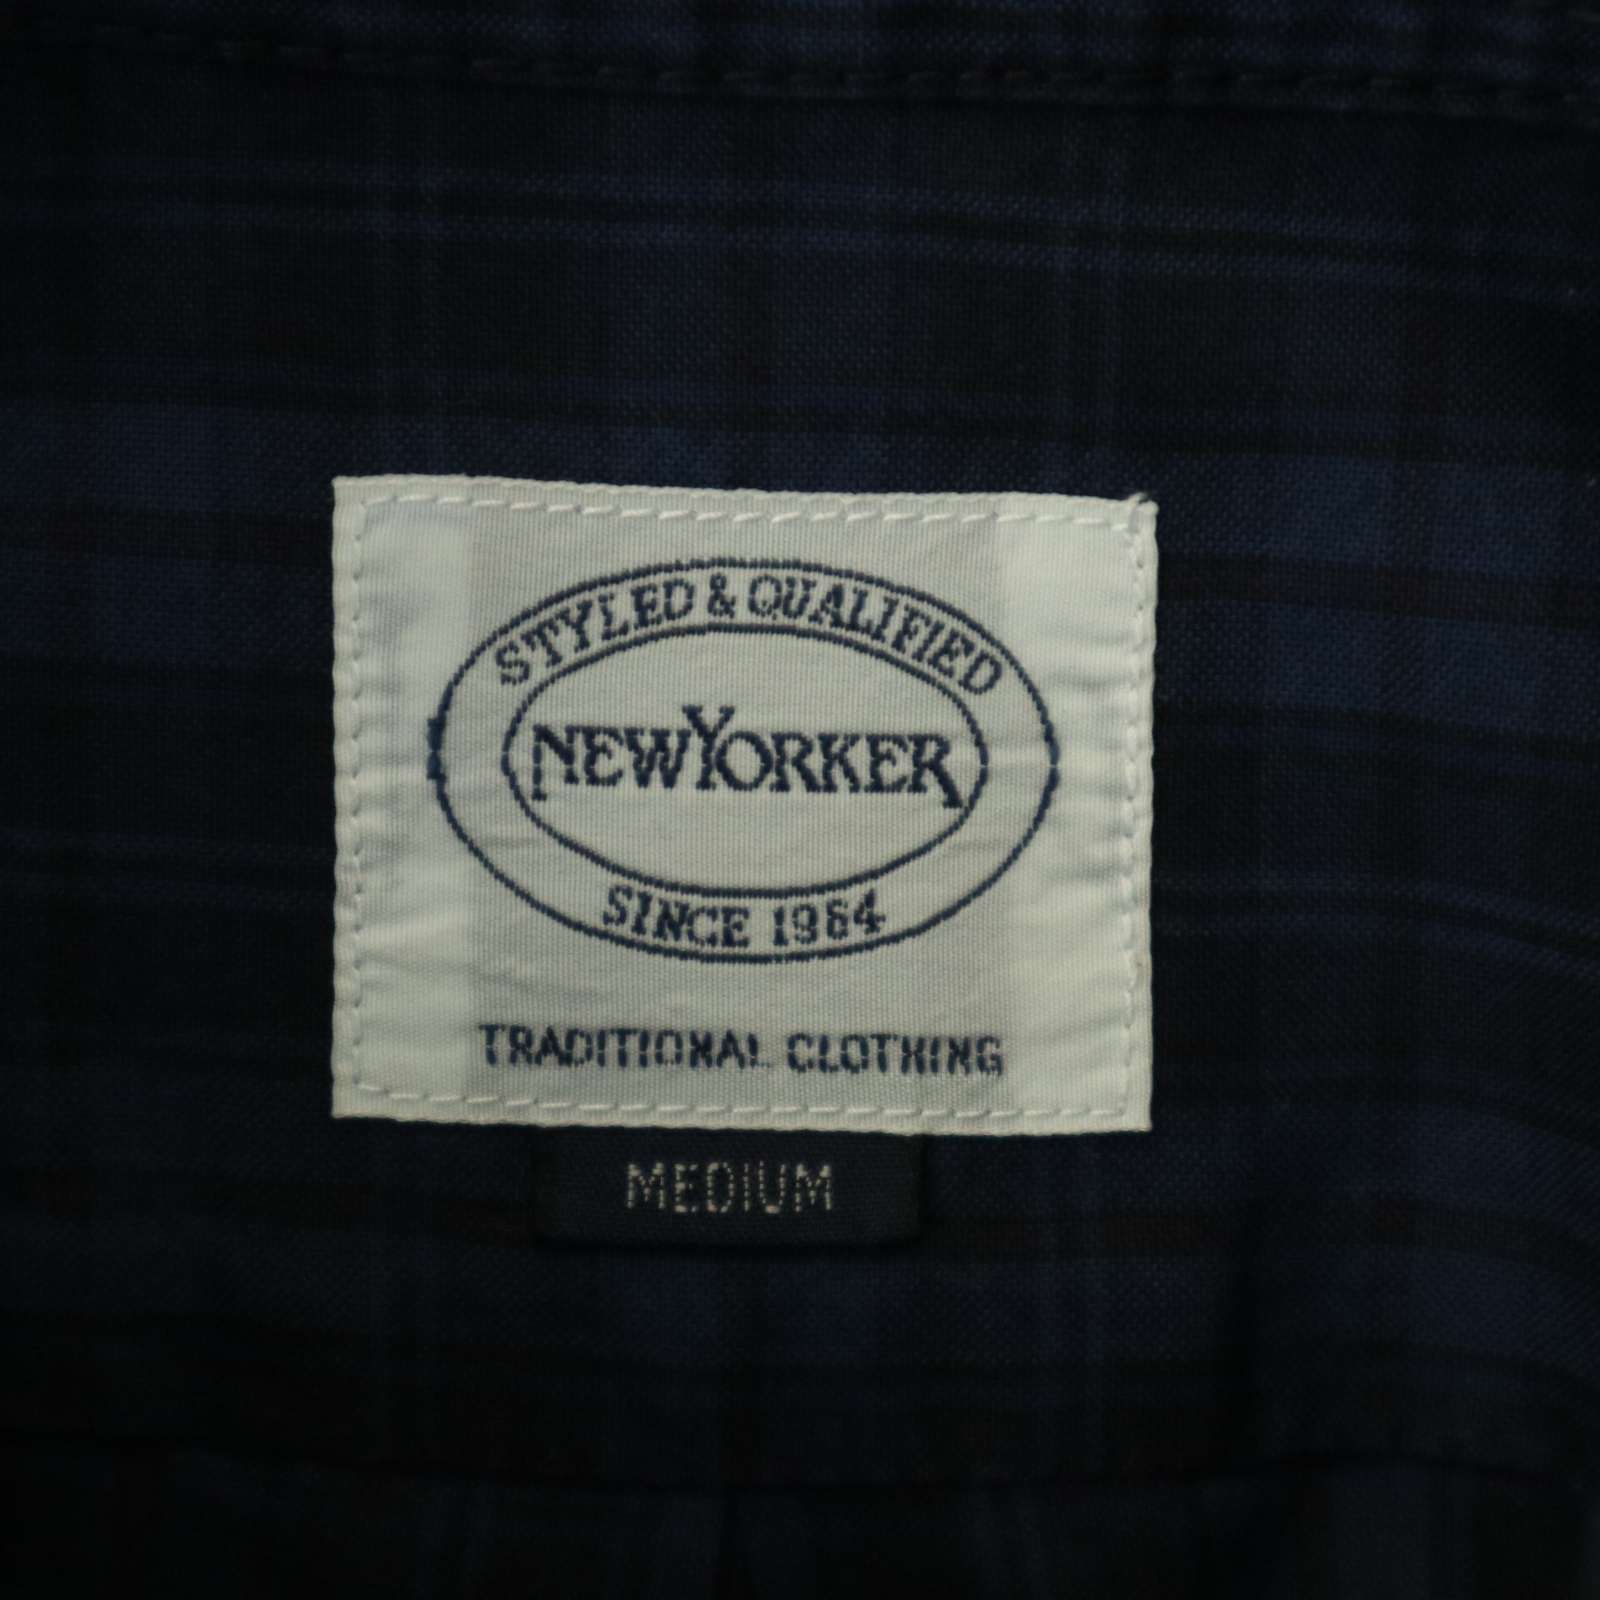 STYLED & QUALIFIED
NEWYORKER
SINCE 1964
TRADITIONAL CLOTHING
MEDIUM